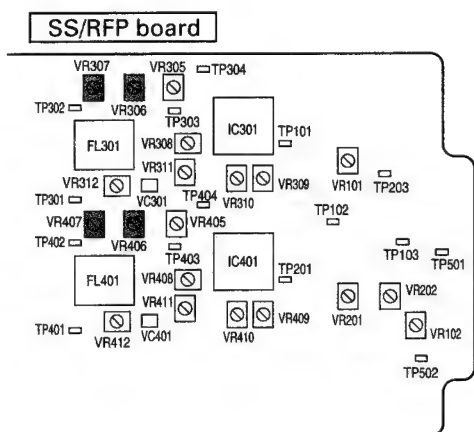 SS/RFP board
VR307
VR305
TP304
TP302
VR306
TP303
IC301
FL301
VR308
TP101
VR311
VR101
VR312
TP404
VR310
VR309
TP203
TP301
VC301
TP102
VR407
VR406
VR405
TP402
TP403
IC401
TP103
TP501
FL401
VR408
TP201
VR411
VR202
VR201
TP401
VC401
VR410
VR409
VR412
VR102
TP502